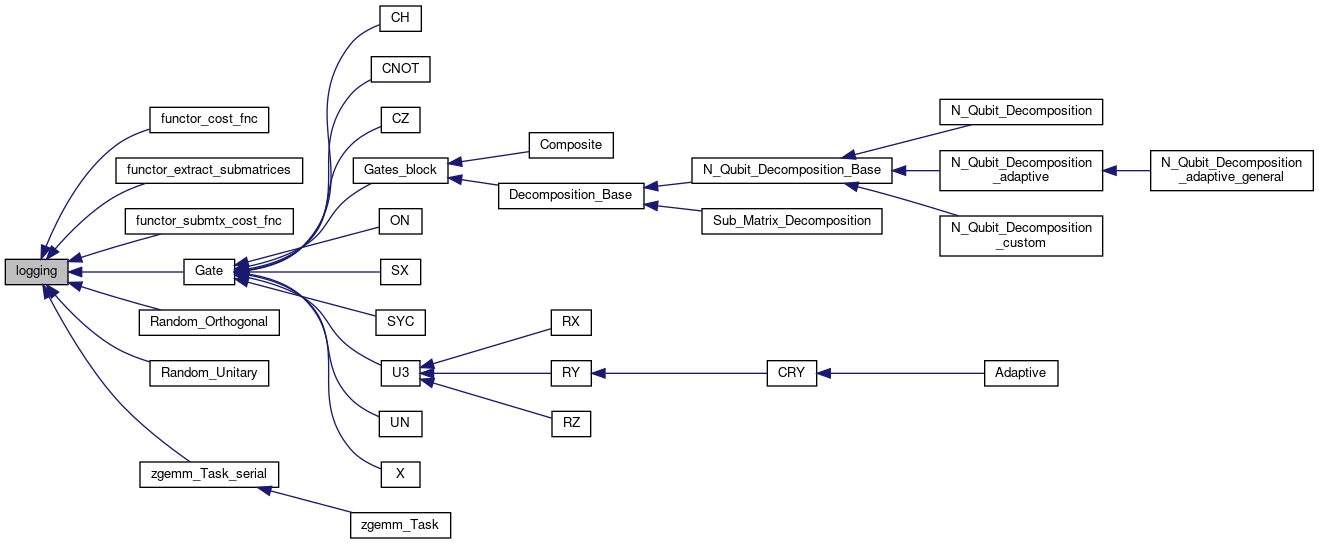 CH
CNOT
functor_cost_fnc
CZ
N_Qubit_Decomposition
Composite
functor_extract_submatrices
Gates_block
N_Qubit_Decomposition_Base
N_Qubit_Decomposition
_adaptive
N_Qubit_Decomposition
_adaptive_general
Decomposition_Base
functor_submtx_cost_fnc
ON
Sub_Matrix_Decomposition
N_Qubit_Decomposition
_custom
logging
Gate
SX
Random_Orthogonal
SYC
RX
Random_Unitary
U3
RY
CRY
Adaptive
UN
RZ
zgemm_Task_serial
X
zgemm_Task